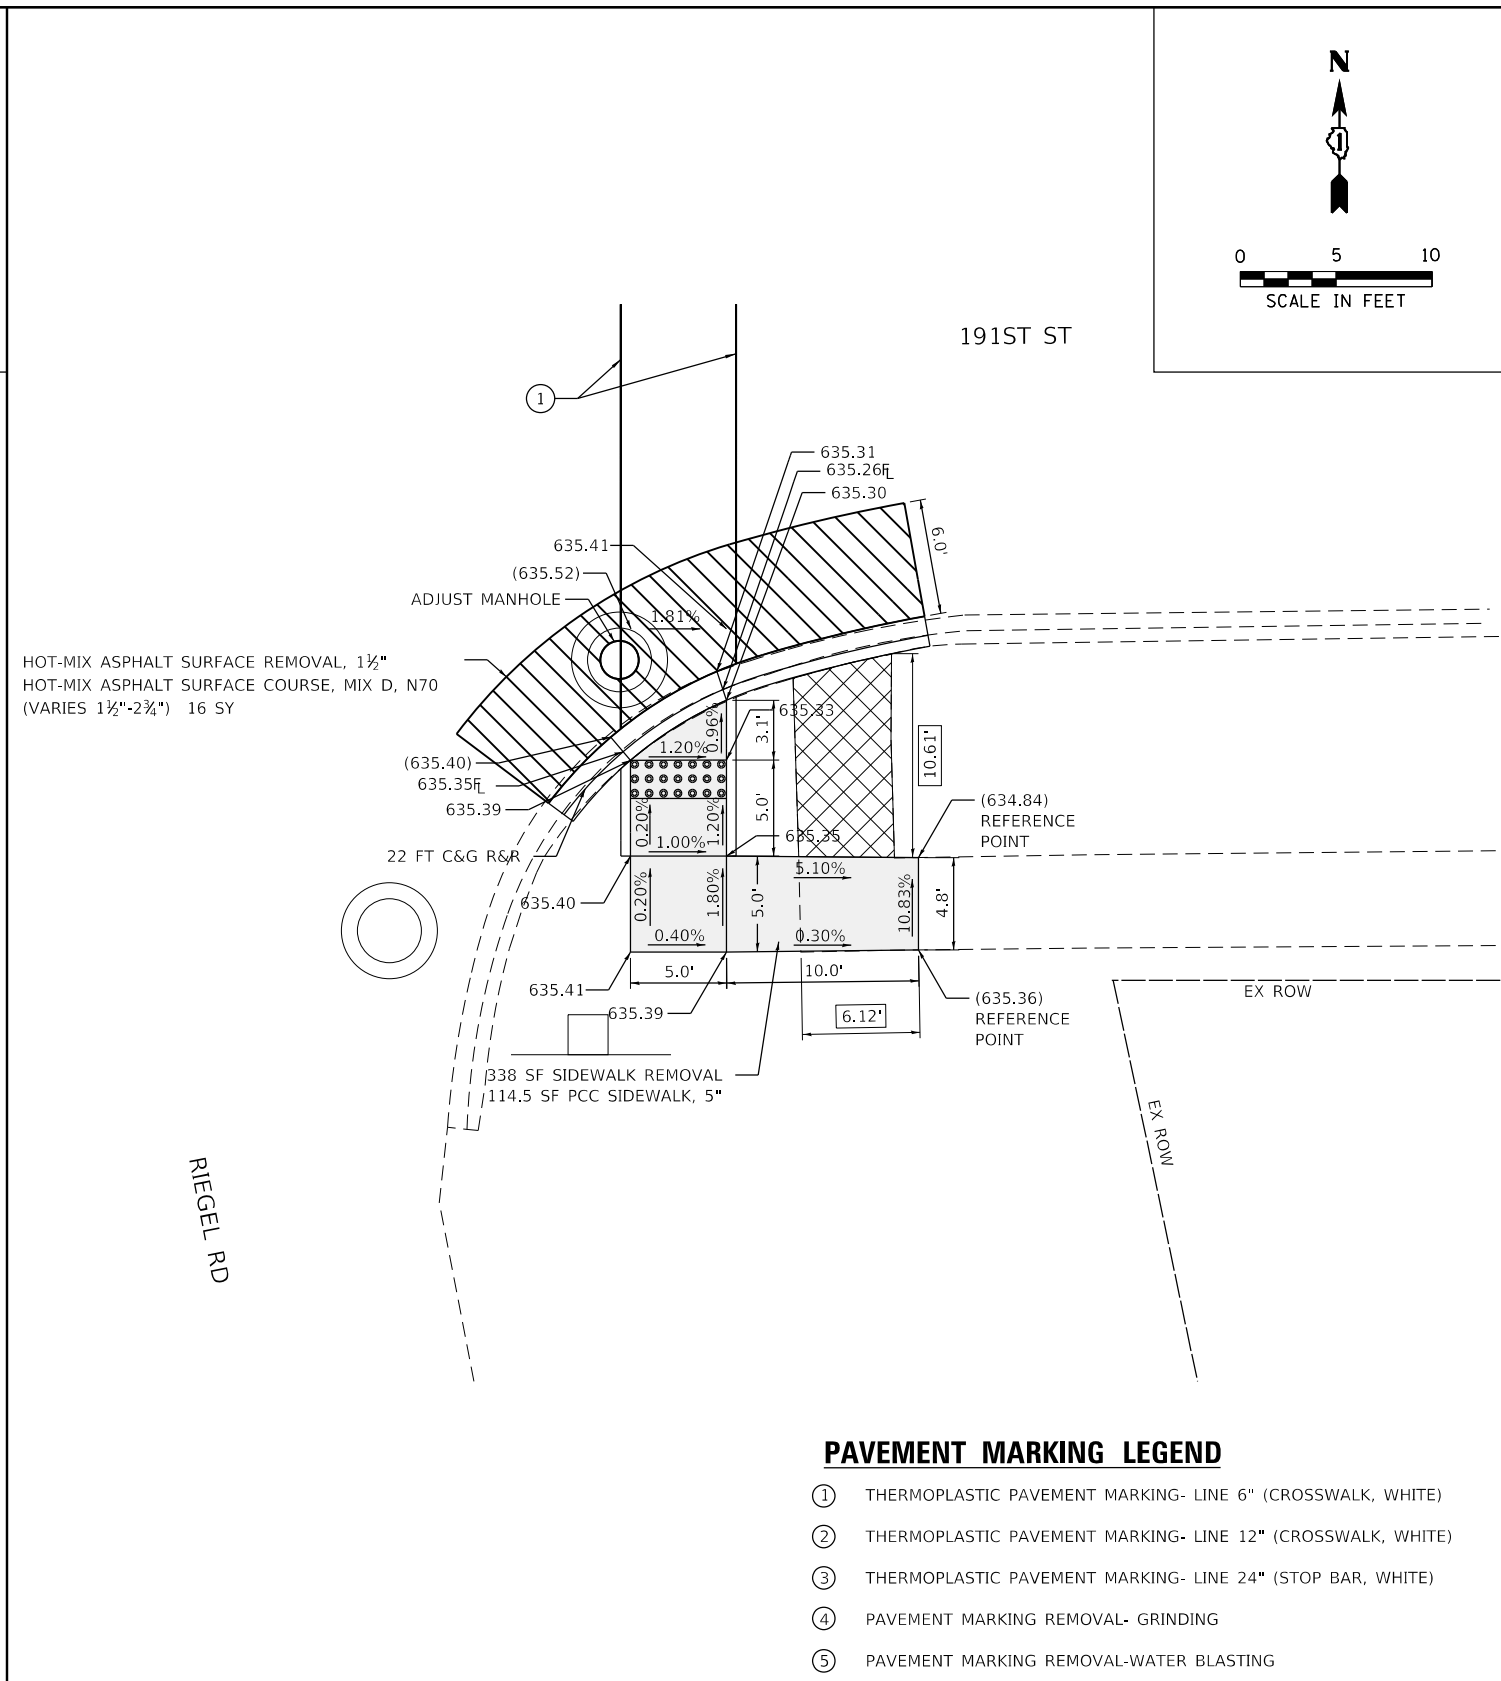 N
1
0 5 10
SCALE IN FEET
191ST ST
1
635.31
635.26FL
635.30
6.0'
635.41
(635.52)
ADJUST MANHOLE
1.81%
HOT-MIX ASPHALT SURFACE REMOVAL, 1½"
HOT-MIX ASPHALT SURFACE COURSE, MIX D, N70
(VARIES 1½"-2¾") 16 SY
635.33
0.96%
3.1'
1.20%
10.61'
(635.40)
635.35FL
635.39
5.0'
0.20%
1.20%
(634.84)
REFERENCE
POINT
635.35
1.00%
22 FT C&G R&R
5.10%
0.20%
1.80%
5.0'
10.83%
4.8'
635.40
0.40%
0.30%
5.0'
10.0'
635.41
635.39
(635.36)
REFERENCE
POINT
6.12'
EX ROW
338 SF SIDEWALK REMOVAL
114.5 SF PCC SIDEWALK, 5"
EX ROW
RIEGEL RD
PAVEMENT MARKING LEGEND
1 THERMOPLASTIC PAVEMENT MARKING- LINE 6" (CROSSWALK, WHITE)
2 THERMOPLASTIC PAVEMENT MARKING- LINE 12" (CROSSWALK, WHITE)
3 THERMOPLASTIC PAVEMENT MARKING- LINE 24" (STOP BAR, WHITE)
4 PAVEMENT MARKING REMOVAL- GRINDING
5 PAVEMENT MARKING REMOVAL-WATER BLASTING